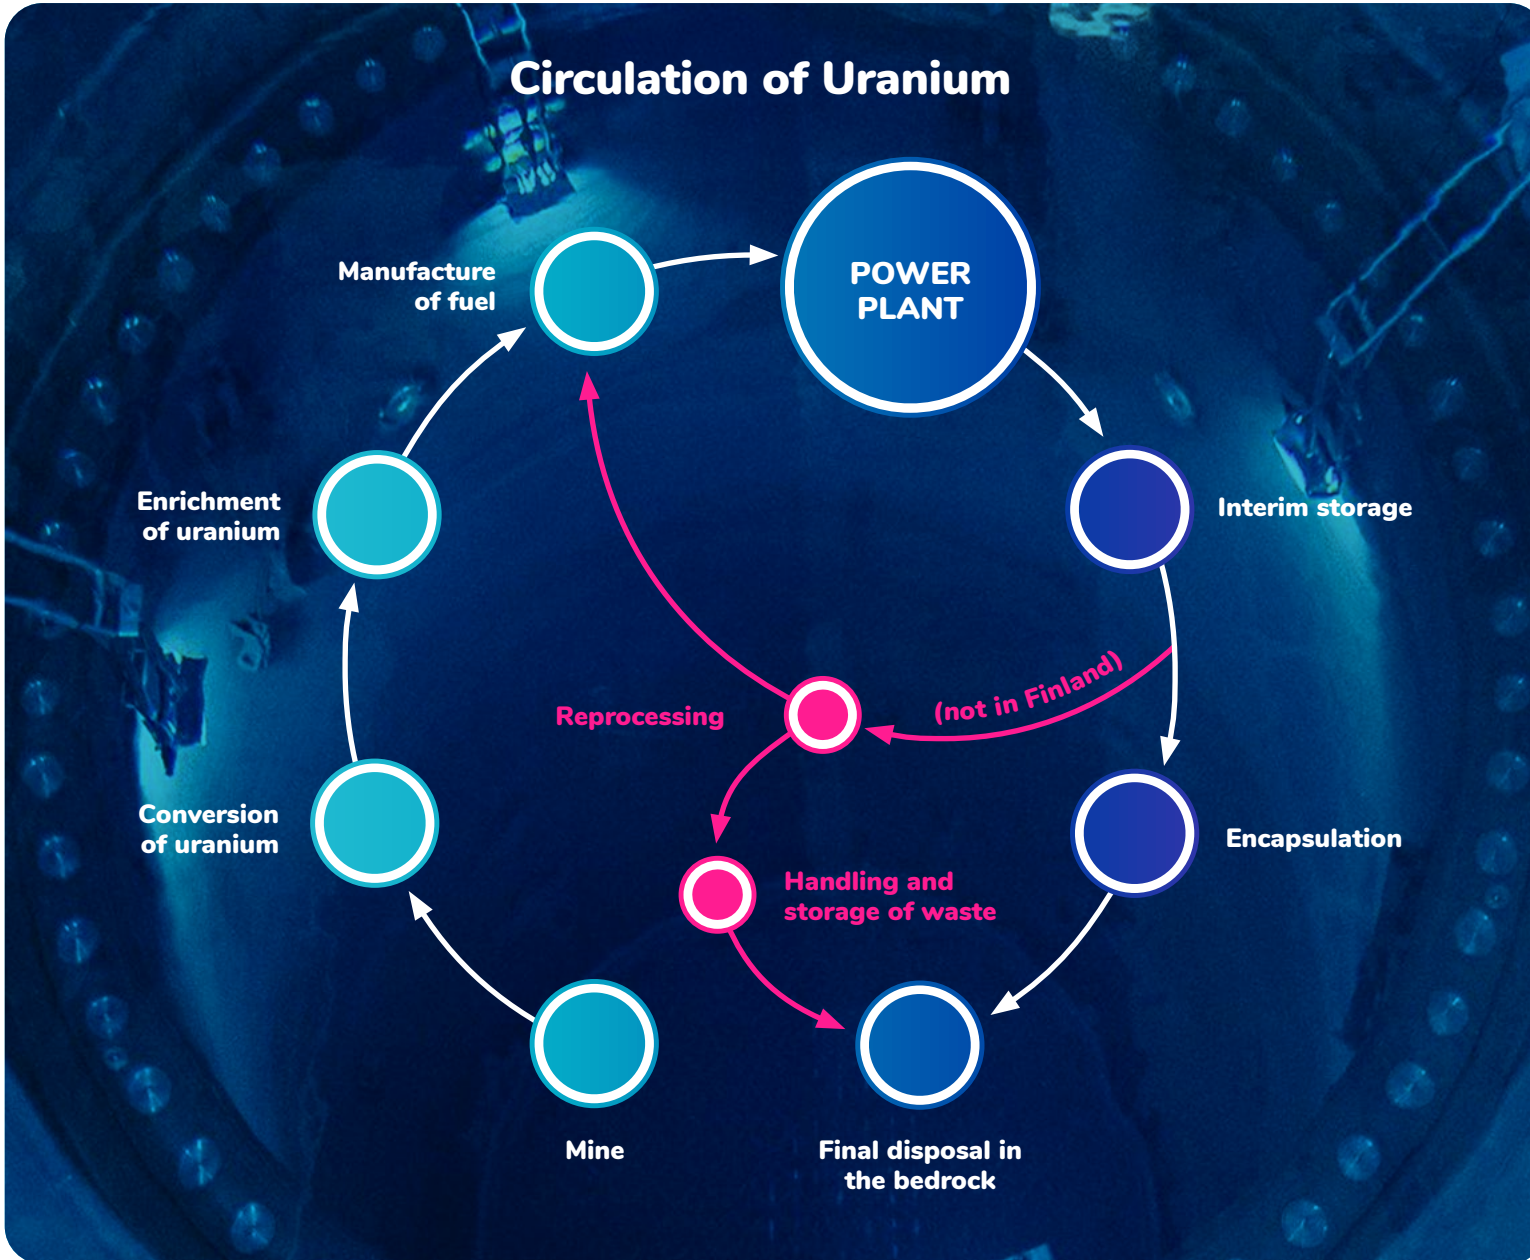 Circulation of Uranium
Manufacture
of fuel
POWER
PLANT
Enrichment
of uranium
Interim storage
(not in Finland)
Reprocessing
Conversion
of uranium
Encapsulation
Handling and
storage of waste
Mine
Final disposal in
the bedrock